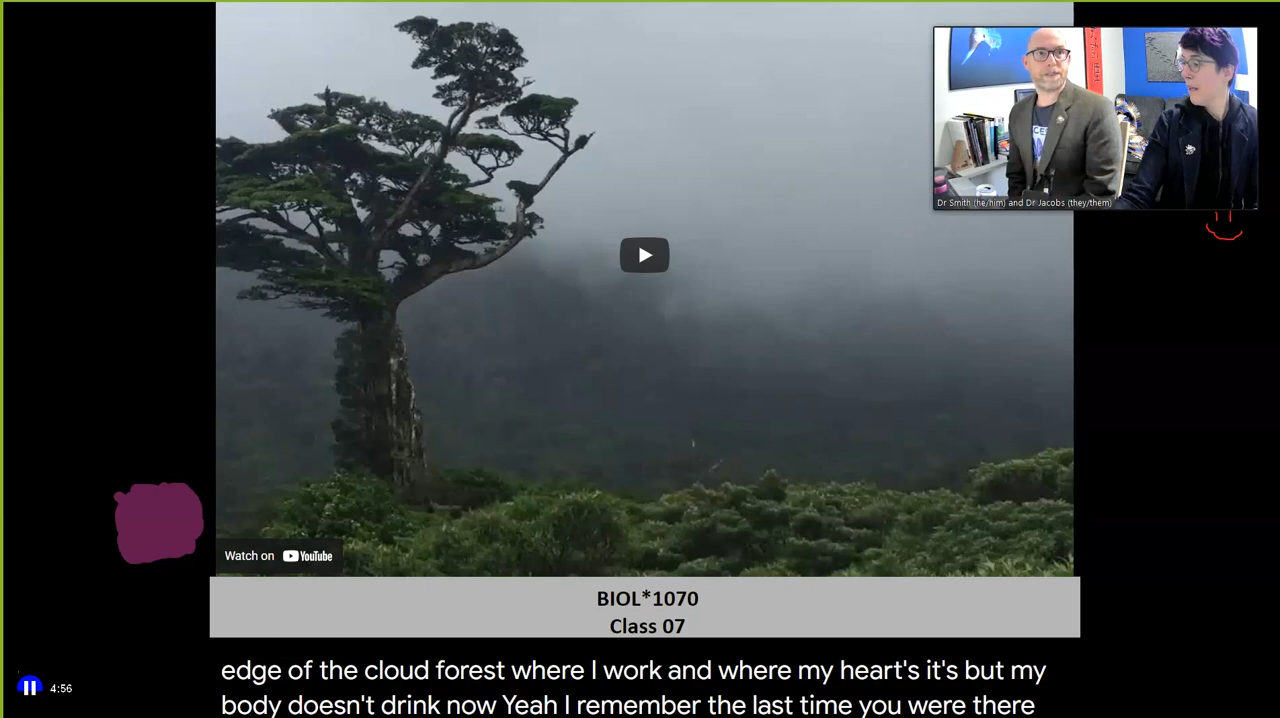 Dr Smith (he/him) and Dr Jacobs (they/them)
Watch on YouTube
BIOL*1070
Class 07
edge of the cloud forest where I work and where my heart's it's but my
body doesn't drink now Yeah I remember the last time you were there
4:56